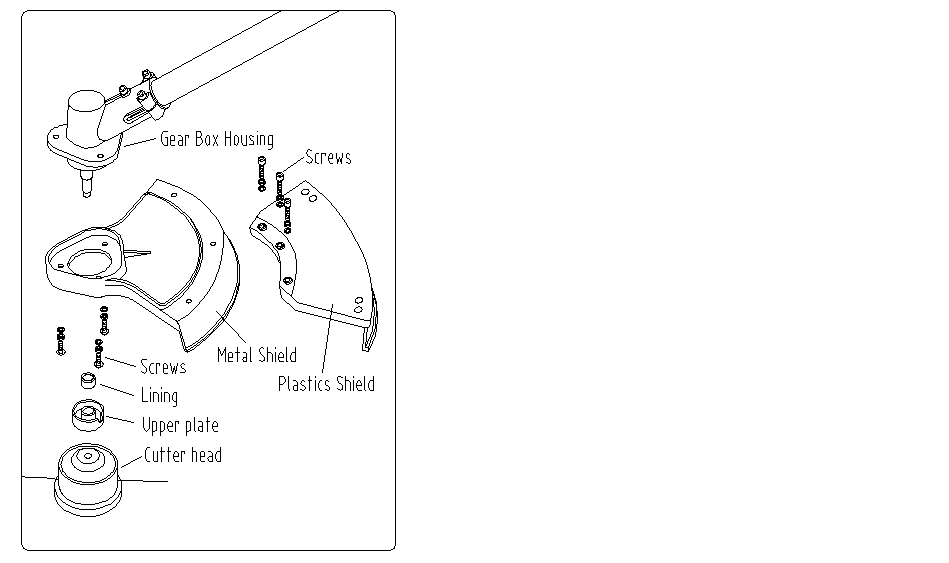 Gear Box Housing
Screws
Metal Shield
Screws
Plastics Shield
Lining
Upper plate
Cutter head